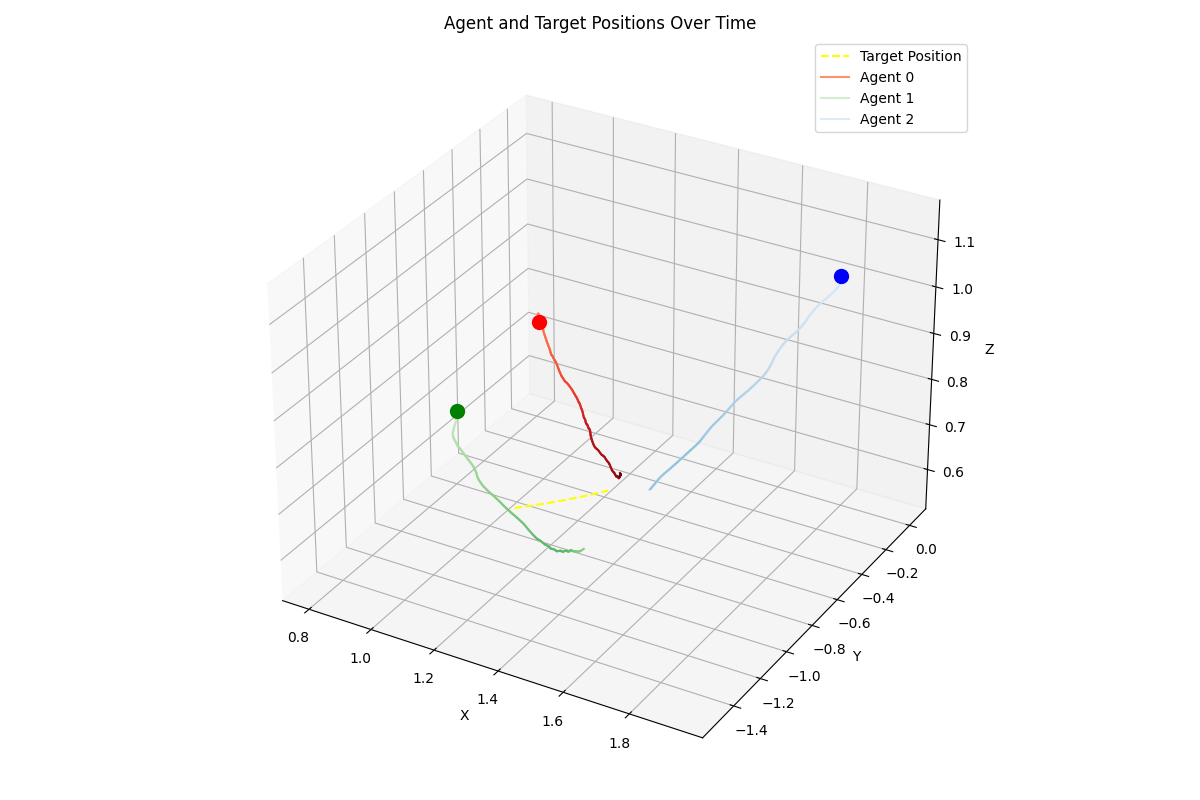 Agent and Target Positions Over Time
Target Position
Agent 0
Agent 1
Agent 2
1.1
1.0
0.9
0.8
0.7
0.6
Z
0.0
−0.2
−0.4
−0.6
−0.8
−1.0
−1.2
−1.4
Y
0.8
1.0
1.2
1.4
1.6
1.8
X